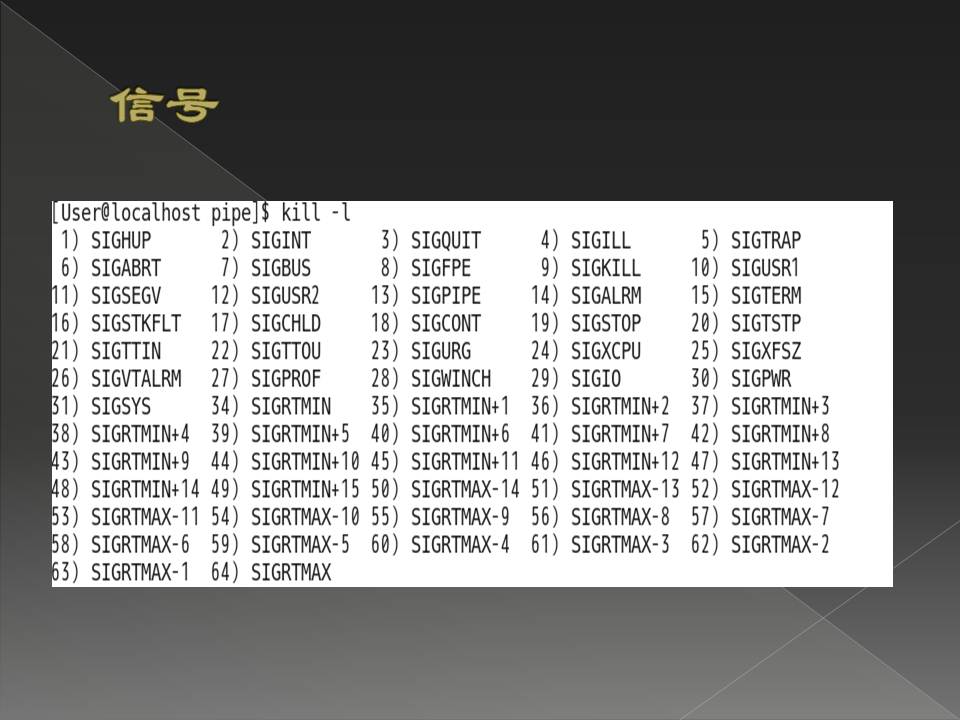 信号
[User@localhost pipe]$ kill -l
 1) SIGHUP       2) SIGINT       3) SIGQUIT      4) SIGILL       5) SIGTRAP
 6) SIGABRT      7) SIGBUS       8) SIGFPE       9) SIGKILL     10) SIGUSR1
11) SIGSEGV     12) SIGUSR2     13) SIGPIPE     14) SIGALRM     15) SIGTERM
16) SIGSTKFLT   17) SIGCHLD     18) SIGCONT     19) SIGSTOP     20) SIGTSTP
21) SIGTTIN     22) SIGTTOU     23) SIGURG      24) SIGXCPU     25) SIGXFSZ
26) SIGVTALRM   27) SIGPROF     28) SIGWINCH    29) SIGIO       30) SIGPWR
31) SIGSYS      34) SIGRTMIN    35) SIGRTMIN+1  36) SIGRTMIN+2  37) SIGRTMIN+3
38) SIGRTMIN+4  39) SIGRTMIN+5  40) SIGRTMIN+6  41) SIGRTMIN+7  42) SIGRTMIN+8
43) SIGRTMIN+9  44) SIGRTMIN+10 45) SIGRTMIN+11 46) SIGRTMIN+12 47) SIGRTMIN+13
48) SIGRTMIN+14 49) SIGRTMIN+15 50) SIGRTMAX-14 51) SIGRTMAX-13 52) SIGRTMAX-12
53) SIGRTMAX-11 54) SIGRTMAX-10 55) SIGRTMAX-9  56) SIGRTMAX-8  57) SIGRTMAX-7
58) SIGRTMAX-6  59) SIGRTMAX-5  60) SIGRTMAX-4  61) SIGRTMAX-3  62) SIGRTMAX-2
63) SIGRTMAX-1  64) SIGRTMAX